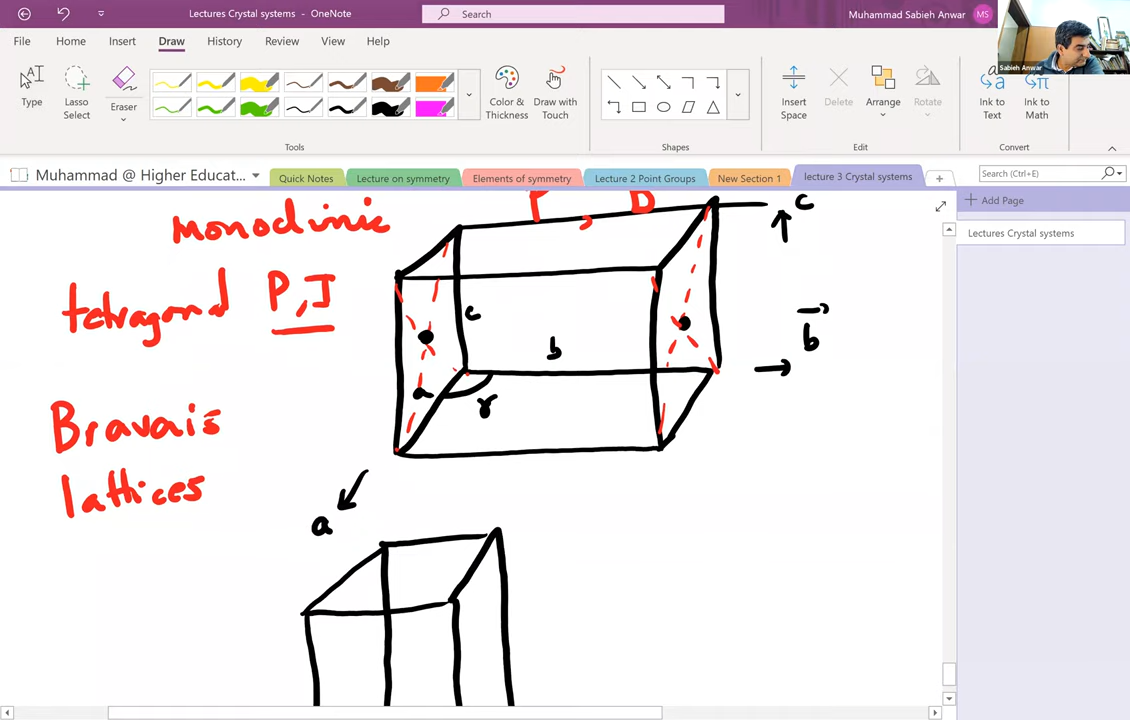 Lectures Crystal systems - OneNote
Search
Muhammad Sabieh Anwar
MS
Sabieh Anwar
File Home Insert Draw History Review View Help
Type
Lasso Select
Eraser
Color & Thickness
Draw with Touch
Insert Space
Delete
Arrange
Rotate
Ink to Text
Ink to Math
Tools
Shapes
Edit
Convert
Muhammad @ Higher Educat...
Quick Notes
Lecture on symmetry
Elements of symmetry
Lecture 2 Point Groups
New Section 1
lecture 3 Crystal systems
Search (Ctrl+E)
Add Page
Lectures Crystal systems
P, B
c
monoclinic
tetragonal P, I
c
b
b
a
γ
Bravais
lattices
a